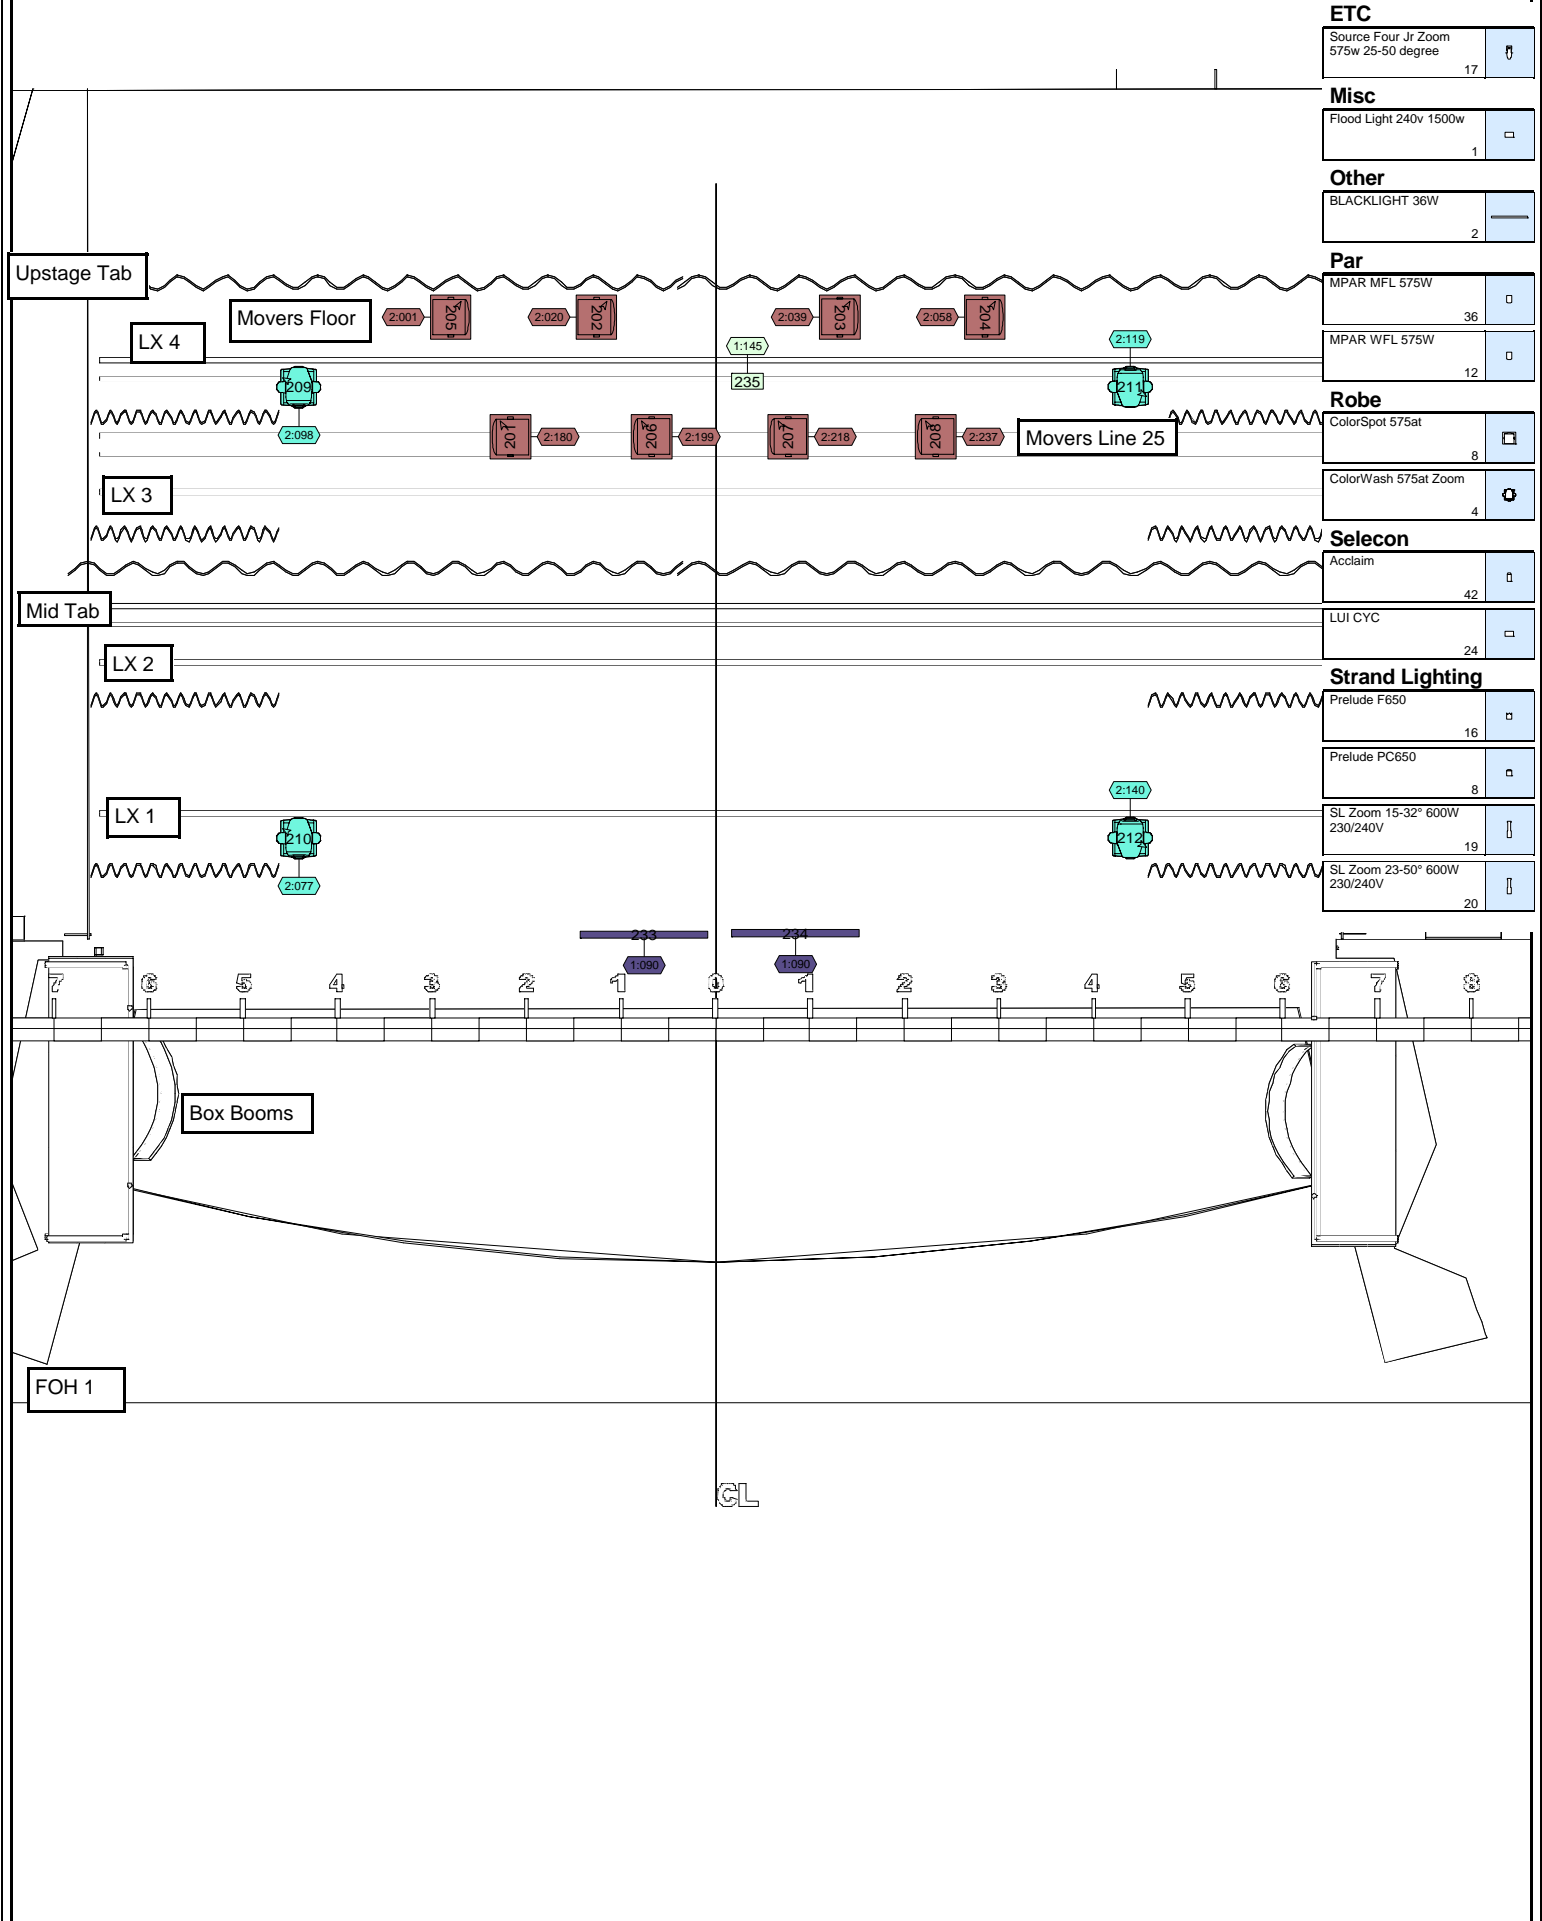 ETC
Source Four Jr Zoom
575w 25-50 degree
17
Misc
Flood Light 240v 1500w
1
Other
BLACKLIGHT 36W
2
Par
MPAR MFL 575W
36
MPAR WFL 575W
12
Robe
ColorSpot 575at
8
ColorWash 575at Zoom
4
Selecon
Acclaim
42
LUI CYC
24
Strand Lighting
Prelude F650
16
Prelude PC650
8
SL Zoom 15-32° 600W
230/240V
19
SL Zoom 23-50° 600W
230/240V
20
Upstage Tab
Movers Floor
2:001
205
2:020
202
2:039
203
2:058
204
LX 4
1:145
235
2:119
211
209
2:098
201
2:180
206
2:199
207
2:218
208
2:237
Movers Line 25
LX 3
Mid Tab
LX 2
LX 1
2:140
210
212
2:077
233
234
1:090
1:090
7 6 5 4 3 2 1 0 1 2 3 4 5 6 7 8
Box Booms
FOH 1
CL